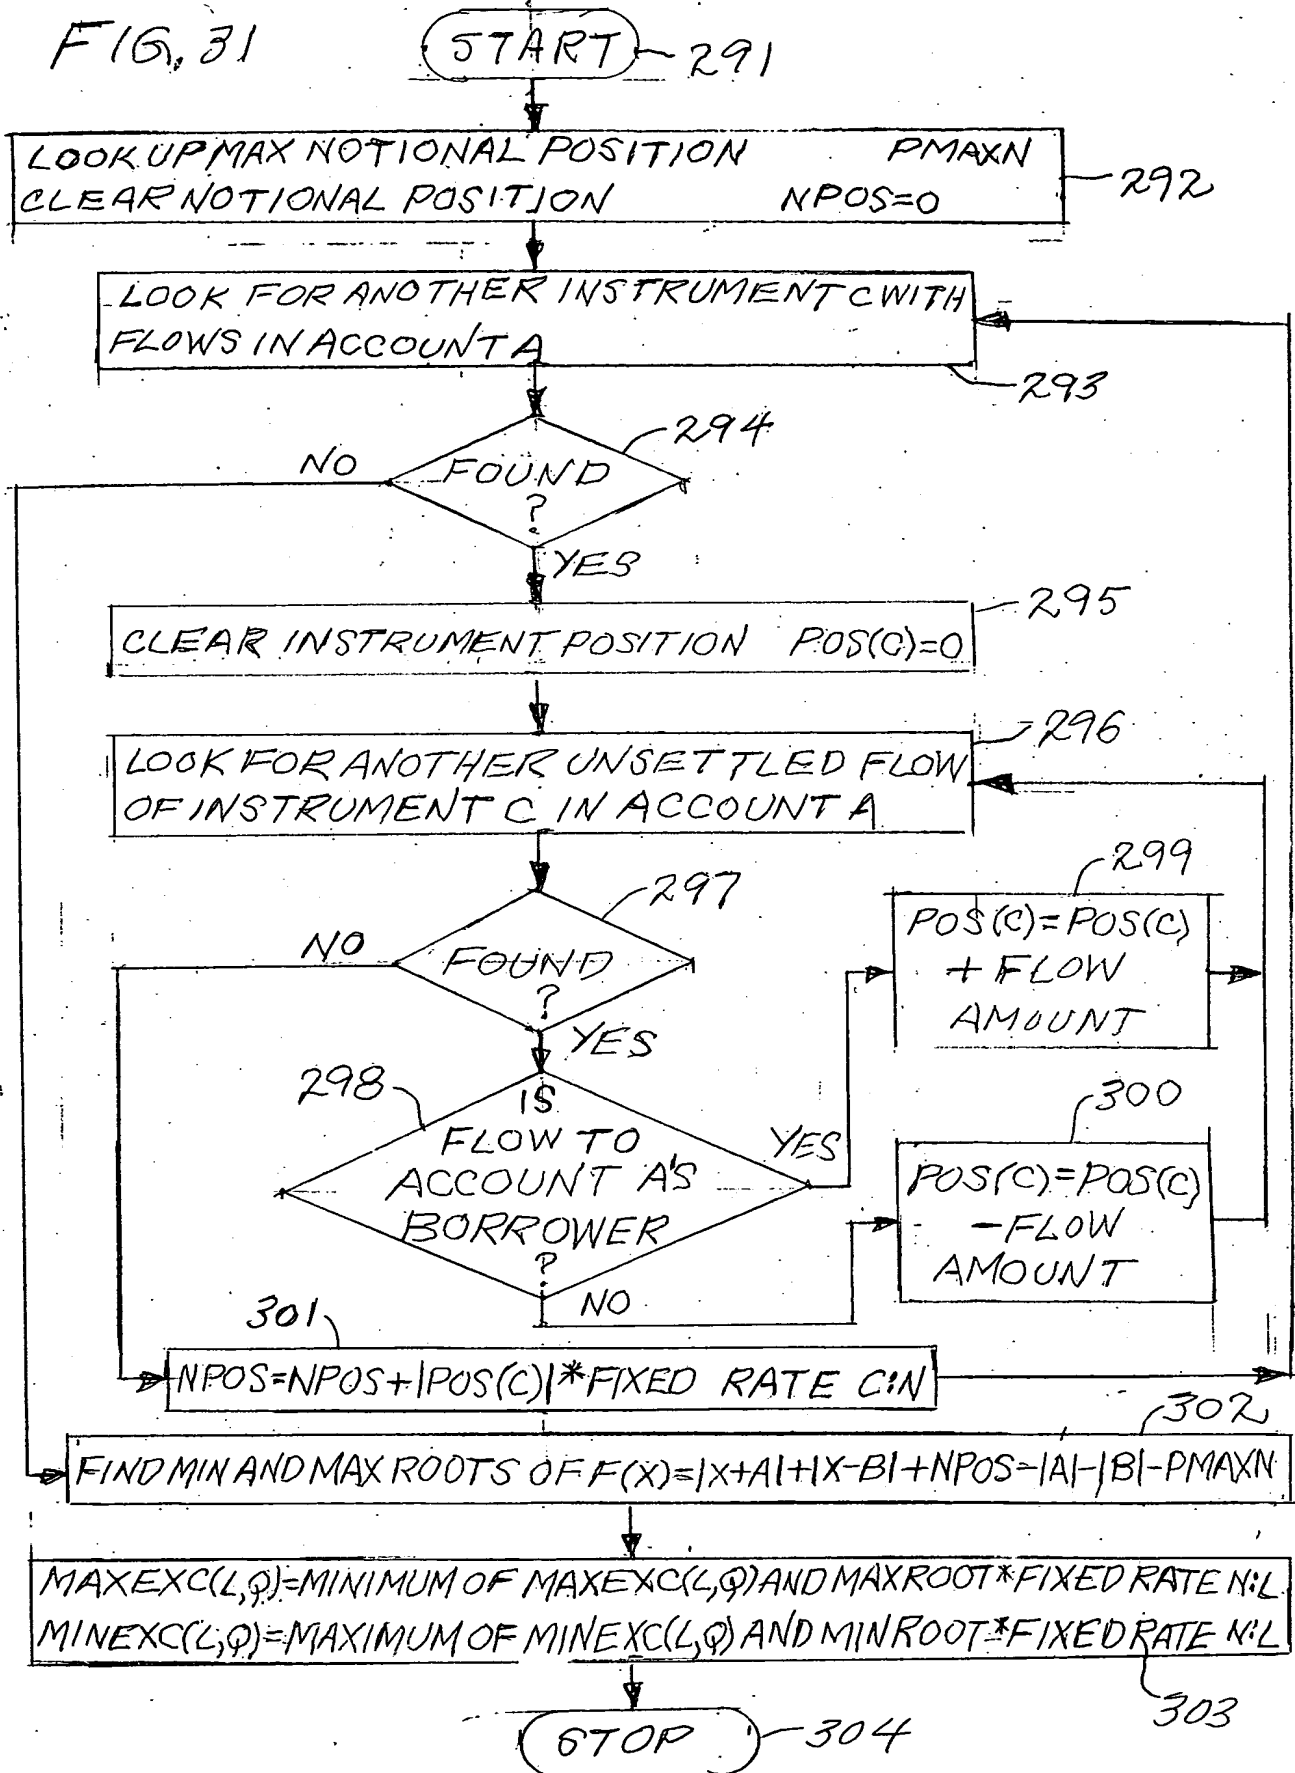 FIG. 31
START
291
LOOK UP MAX NOTIONAL POSITION PMAXN
CLEAR NOTIONAL POSITION NPOS=0
292
LOOK FOR ANOTHER INSTRUMENT C WITH
FLOWS IN ACCOUNT A
293
294
NO
FOUND
?
YES
295
CLEAR INSTRUMENT POSITION POS(C)=0
296
LOOK FOR ANOTHER UNSETTLED FLOW
OF INSTRUMENT C IN ACCOUNT A
297
NO
FOUND
?
YES
299
POS(C)=POS(C)
+ FLOW
AMOUNT
298
IS
FLOW TO
ACCOUNT A'S
BORROWER
?
YES
NO
300
POS(C)=POS(C)
-FLOW
AMOUNT
301
NPOS=NPOS+|POS(C)|*FIXED RATE C:N
302
FIND MIN AND MAX ROOTS OF F(X)=|X+A|+|X-B|+NPOS-|A|-|B|-PMAXN
MAXEXC(L,Q)=MINIMUM OF MAXEXC(L,Q) AND MAXROOT*FIXED RATE N:L
MINEXC(L,Q)=MAXIMUM OF MINEXC(L,Q) AND MINROOT*FIXED RATE N:L
303
STOP
304